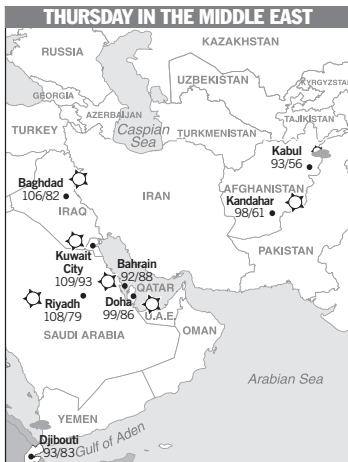 THURSDAY IN THE MIDDLE EAST
KAZAKHSTAN
RUSSIA
UZBEKISTAN
KYRGYZSTAN
GEORGIA
AZERBAIJAN
TAJIKISTAN
TURKEY
Caspian
Sea
TURKMENISTAN
Kabul
93/56
Baghdad
106/82
IRAN
AFGHANISTAN
Kandahar
98/61
IRAQ
PAKISTAN
Kuwait
City
109/93
Bahrain
92/88
QATAR
Riyadh
108/79
Doha
99/86
U.A.E.
SAUDI ARABIA
OMAN
Arabian Sea
YEMEN
Djibouti
93/83
Gulf of Aden